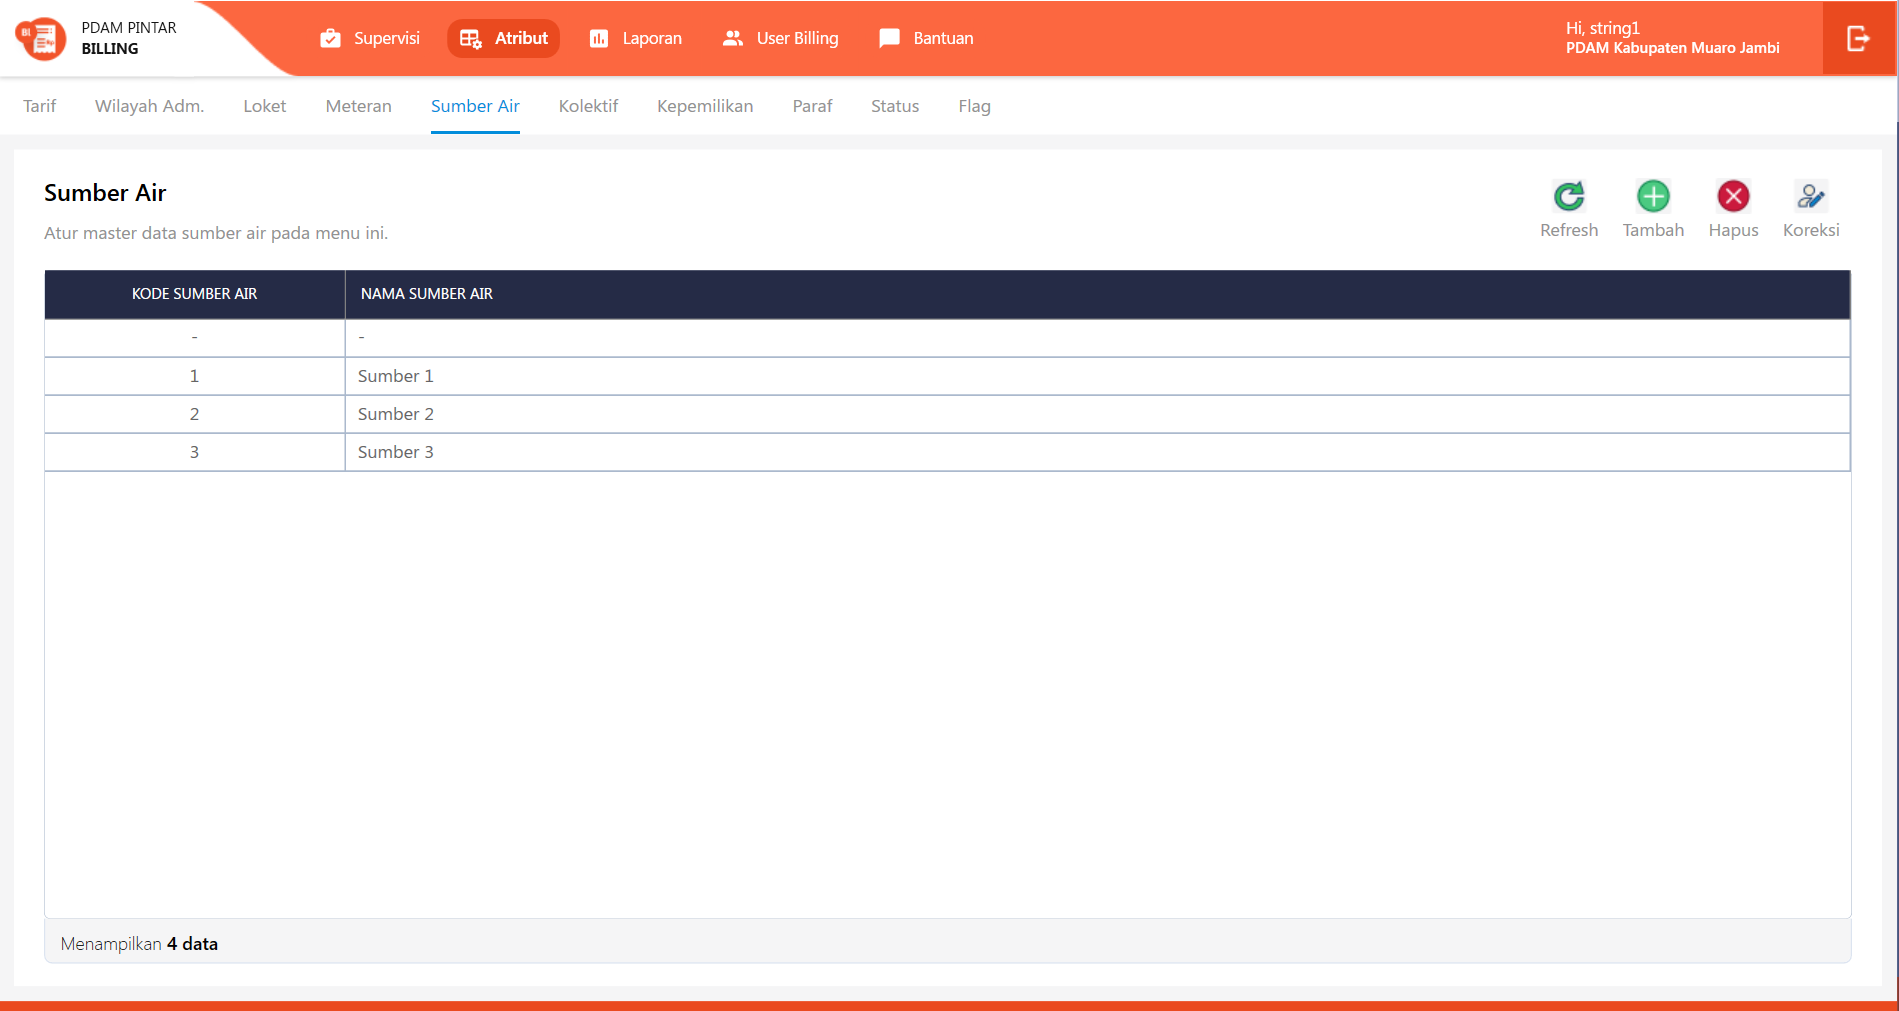 PDAM PINTAR
BILLING
Supervisi
Atribut
Laporan
User Billing
Bantuan
Hi, string1
PDAM Kabupaten Muaro Jambi
Tarif
Wilayah Adm.
Loket
Meteran
Sumber Air
Kolektif
Kepemilikan
Paraf
Status
Flag
Sumber Air
Atur master data sumber air pada menu ini.
Refresh
Tambah
Hapus
Koreksi
KODE SUMBER AIR NAMA SUMBER AIR
- -
1 Sumber 1
2 Sumber 2
3 Sumber 3
Menampilkan 4 data